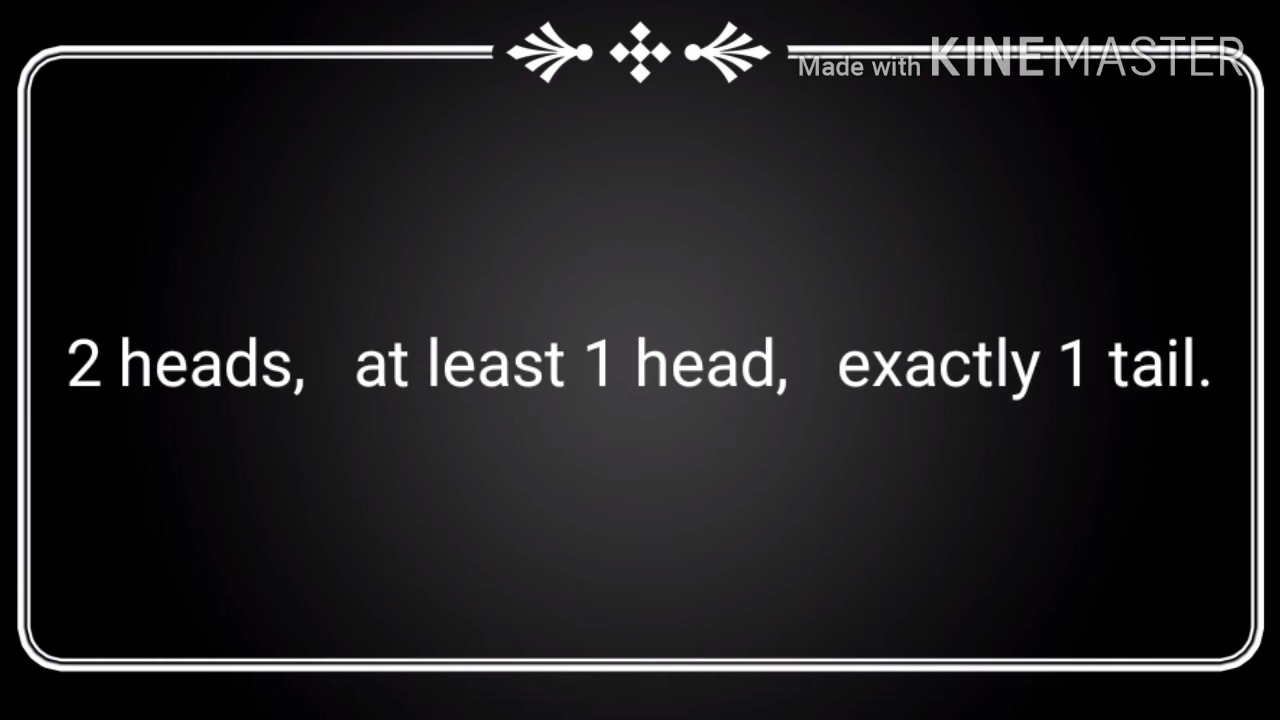 Made with KINEMASTER
2 heads, at least 1 head, exactly 1 tail.